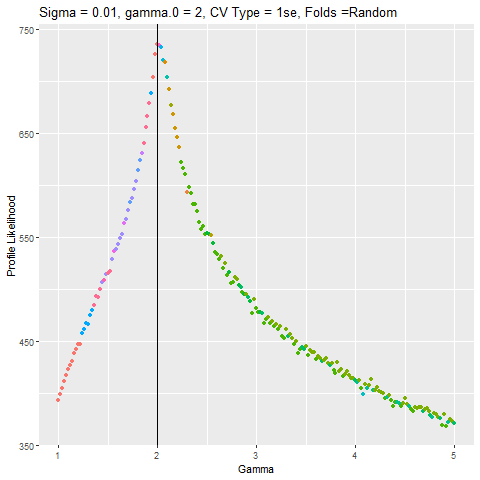 Sigma = 0.01, gamma.0 = 2, CV Type = 1se, Folds =Random
750
650
550
450
350
Profile Likelihood
1 2 3 4 5
Gamma